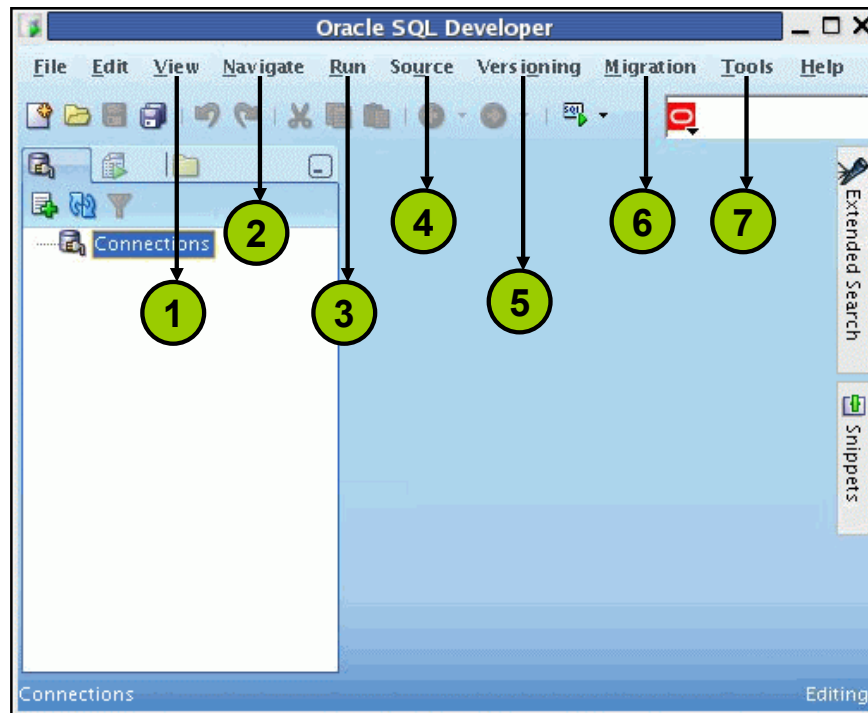 Oracle SQL Developer
File Edit View Navigate Run Source Versioning Migration Tools Help
SQL
Connections
2
4
6
7
1
3
5
Extended Search
Snippets
Connections
Editing